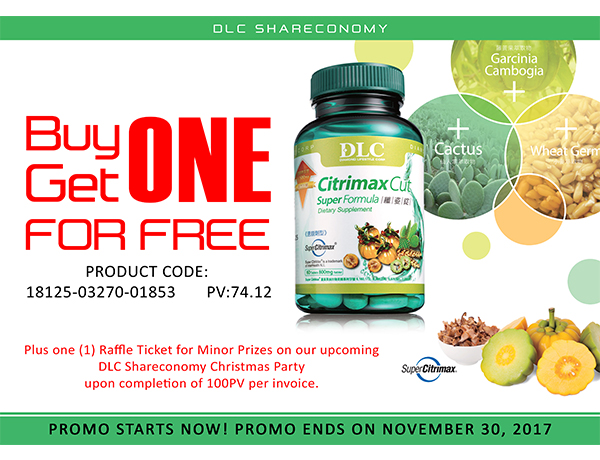 DLC SHARECONOMY
Buy ONE
Get
FOR FREE
PRODUCT CODE:
18125-03270-01853 PV:74.12
Plus one (1) Raffle Ticket for Minor Prizes on our upcoming
DLC Shareconomy Christmas Party
upon completion of 100PV per invoice.
DLC
CitrimaxCut
Super Formula
Dietary Supplement
SuperCitrimax
Garcinia
Cambogia
+
+
Cactus
+
Wheat Germ
SuperCitrimax
PROMO STARTS NOW! PROMO ENDS ON NOVEMBER 30, 2017